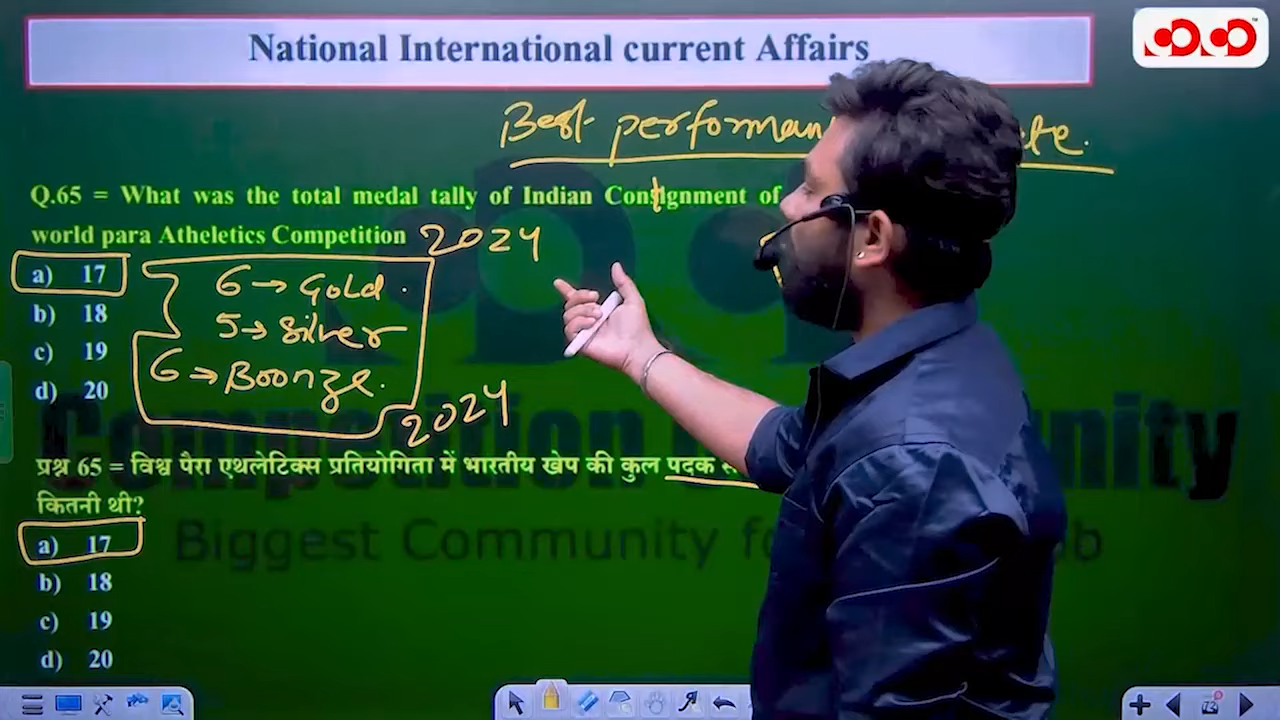 National International current Affairs
Best performan
Q.65 = What was the total medal tally of Indian Contignment of
world para Atheletics Competition 2024
a) 17
b) 18
c) 19
d) 20
6 → Gold.
5 → Silver
6 → Boonze.
2024
प्रश्न 65 = विश्व पैरा एथलेटिक्स प्रतियोगिता में भारतीय खेप की कुल पदक
कितनी थी?
a) 17
b) 18
c) 19
d) 20
Biggest Community